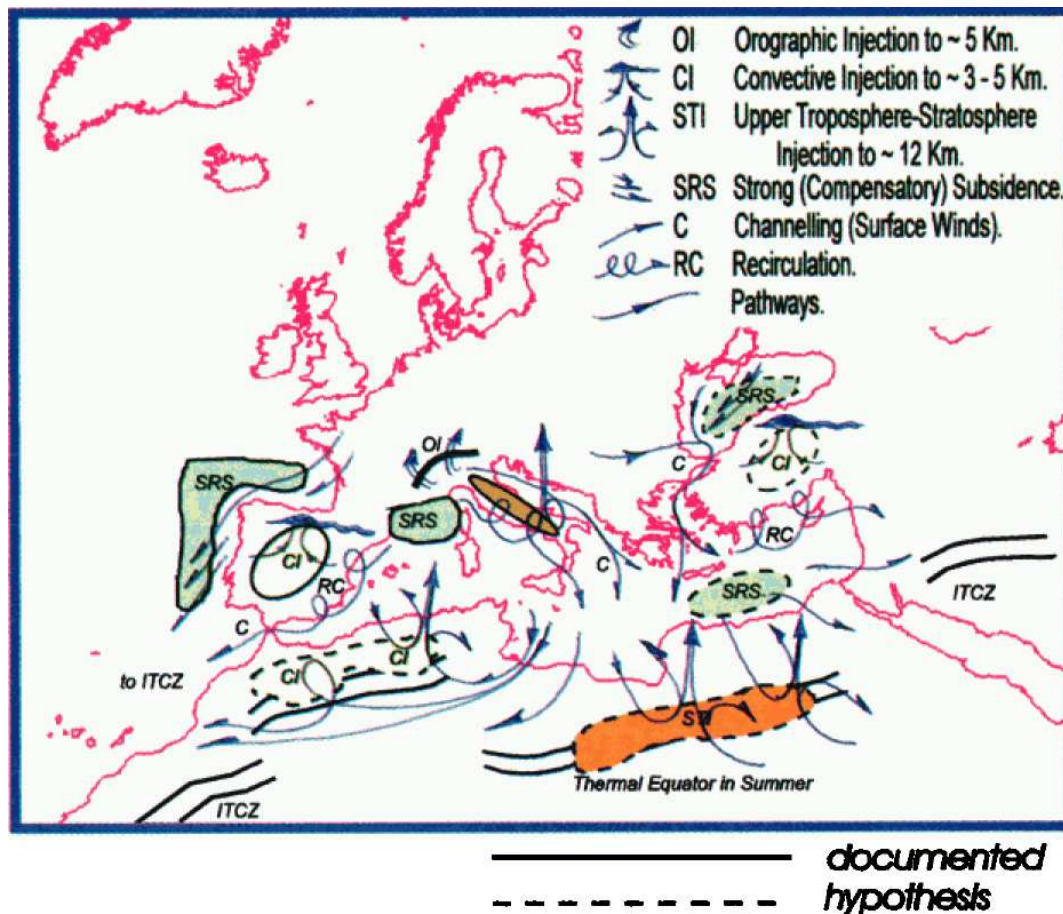 OI Orographic Injection to ~ 5 Km.
CI Convective Injection to ~ 3 - 5 Km.
STI Upper Troposphere-Stratosphere
Injection to ~ 12 Km.
SRS Strong (Compensatory) Subsidence.
C Channelling (Surface Winds).
RC Recirculation.
Pathways.
SRS
OI
C
CI
SRS
SRS
RC
CI
RC
C
ITCZ
SRS
C
CI
CI
to ITCZ
STI
Thermal Equator in Summer
ITCZ
documented
hypothesis